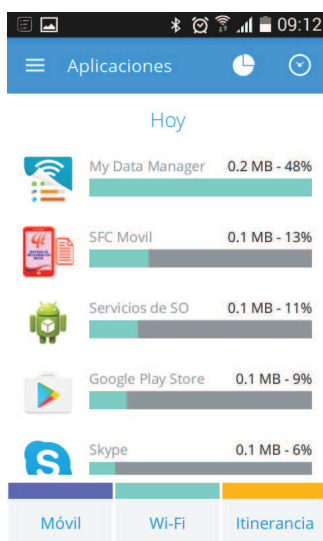 09:12
Aplicaciones
Hoy
My Data Manager 0.2 MB - 48%
SFC Movil 0.1 MB - 13%
Servicios de SO 0.1 MB - 11%
Google Play Store 0.1 MB - 9%
Skype 0.1 MB - 6%
Móvil Wi-Fi Itinerancia